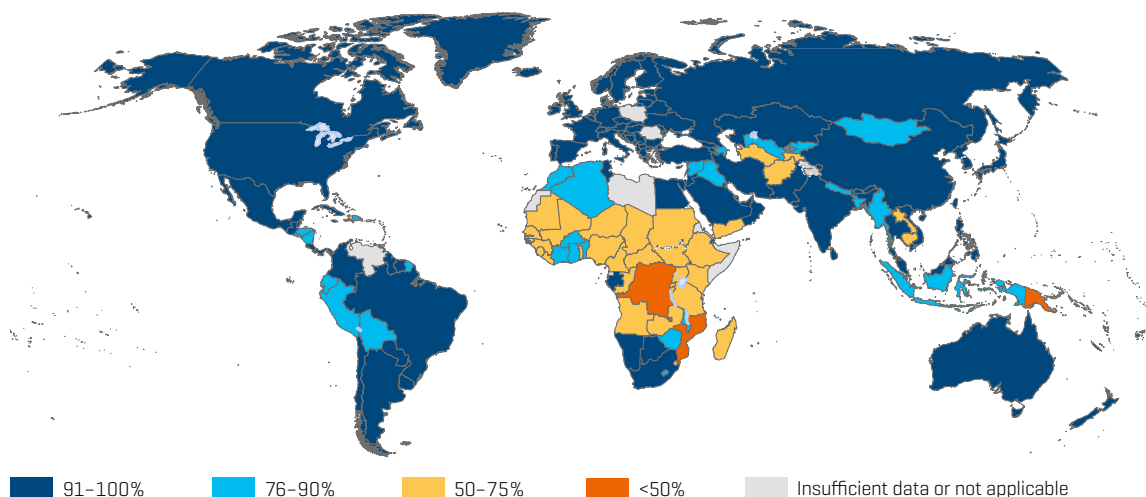 91–100% 76–90% 50–75% <50% Insufficient data or not applicable